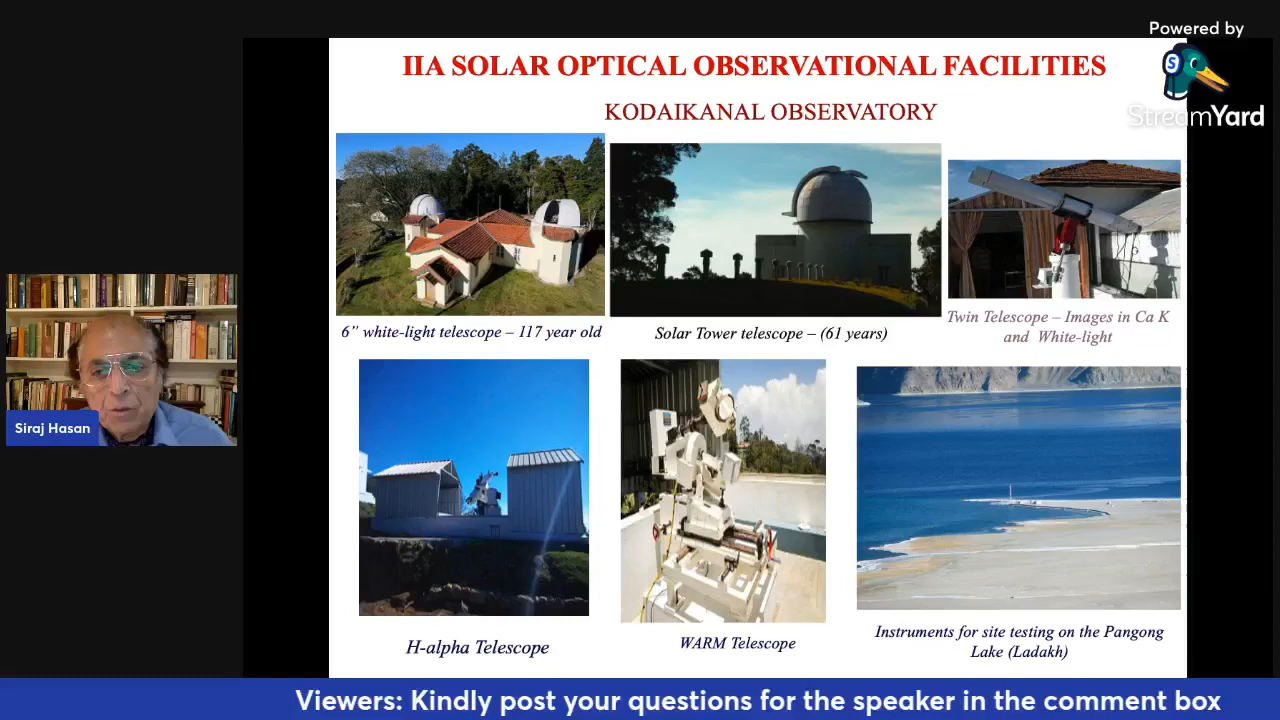 Powered by
StreamYard
IIA SOLAR OPTICAL OBSERVATIONAL FACILITIES
KODAIKANAL OBSERVATORY
6” white-light telescope – 117 year old
Solar Tower telescope – (61 years)
Twin Telescope – Images in Ca K
and White-light
Siraj Hasan
H-alpha Telescope
WARM Telescope
Instruments for site testing on the Pangong
Lake (Ladakh)
Viewers: Kindly post your questions for the speaker in the comment box